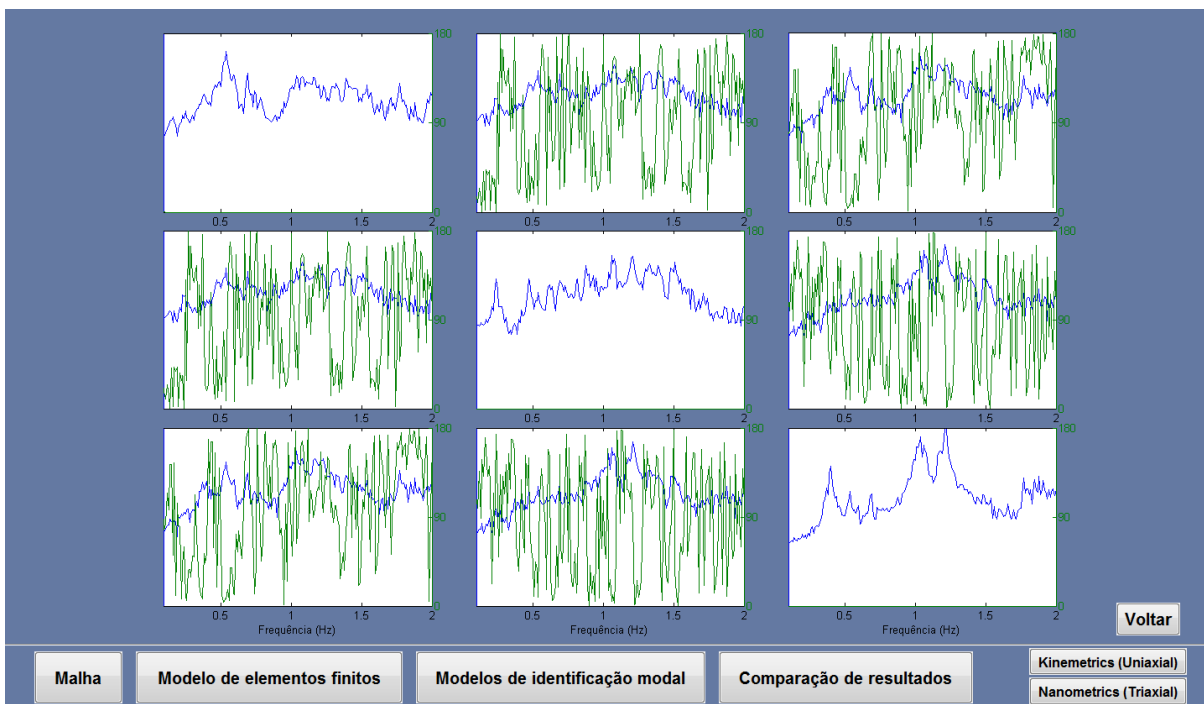 180
180
180
90
90
90
0
0
0
0.5 1 1.5 2
0.5 1 1.5 2
0.5 1 1.5 2
180
180
180
90
90
90
0
0
0
0.5 1 1.5 2
0.5 1 1.5 2
0.5 1 1.5 2
180
180
180
90
90
90
0
0
0
0.5 1 1.5 2
0.5 1 1.5 2
0.5 1 1.5 2
Frequência (Hz)
Frequência (Hz)
Frequência (Hz)
Voltar
Malha
Modelo de elementos finitos
Modelos de identificação modal
Comparação de resultados
Kinemetrics (Uniaxial)
Nanometrics (Triaxial)